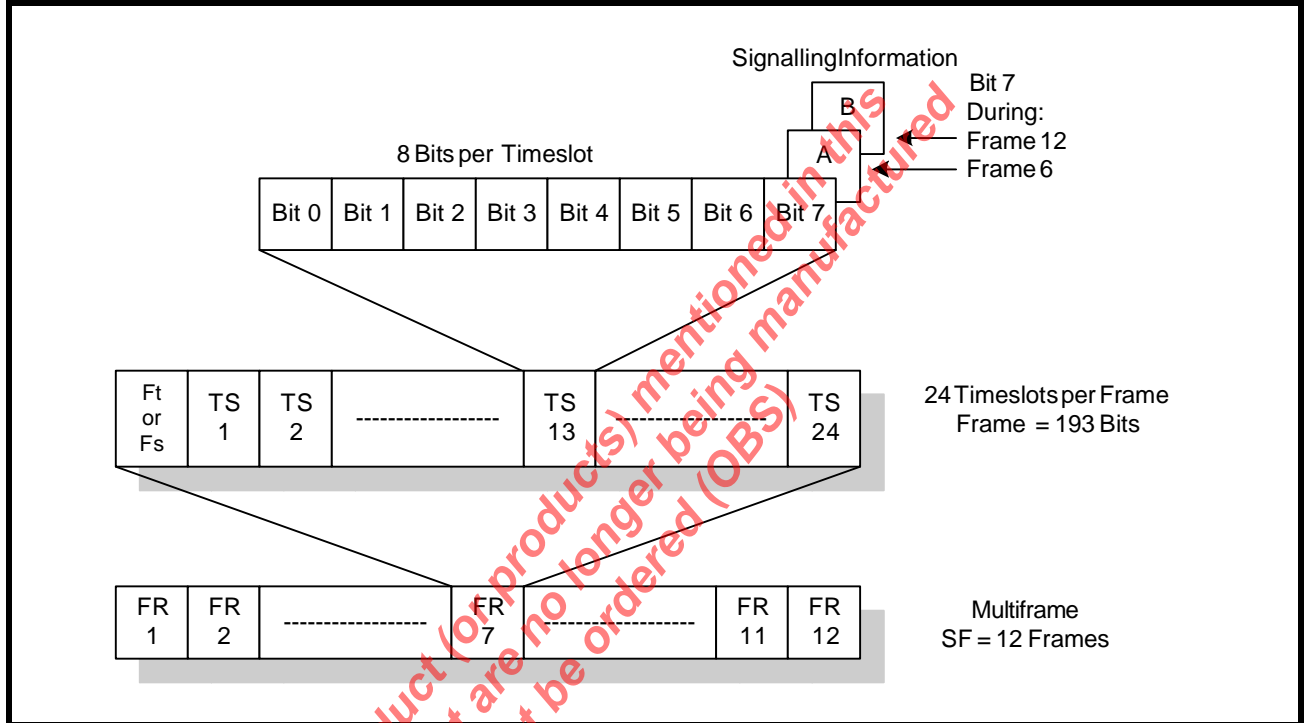 SignallingInformation
B
A
Bit 7
During:
Frame 12
Frame 6
8 Bits per Timeslot
Bit 0 Bit 1 Bit 2 Bit 3 Bit 4 Bit 5 Bit 6 Bit 7
Ft
or
Fs
TS
1
TS
2
TS
13
TS
24
24 Timeslots per Frame
Frame = 193 Bits
FR
1
FR
2
FR
7
FR
11
FR
12
Multiframe
SF = 12 Frames
(or products) mentioned in this
are no longer being manufactured
be ordered (OBS)